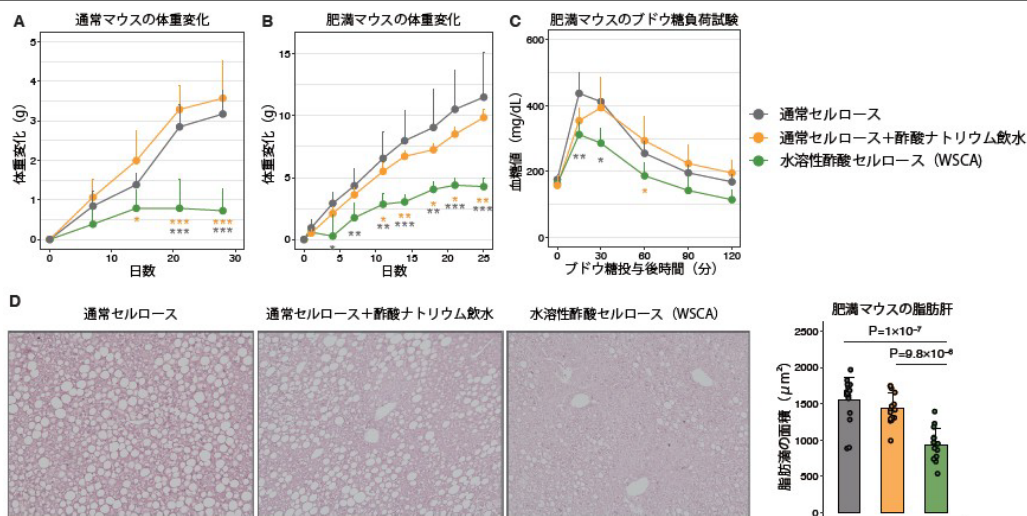 A
通常マウスの体重変化
体重変化（g）
5
4
3
2
1
0
0 10 20 30
日数
*
***
***
***
***
B
肥満マウスの体重変化
体重変化（g）
15
10
5
0
0 5 10 15 20 25
日数
*
**
*
**
**
***
*
**
*
***
**
***
C
肥満マウスのブドウ糖負荷試験
血糖値（mg/dL）
600
400
200
0
0 30 60 90 120
ブドウ糖投与後時間（分）
**
*
*
通常セルロース
通常セルロース＋酢酸ナトリウム飲水
水溶性酢酸セルロース（WSCA）
D
通常セルロース
通常セルロース＋酢酸ナトリウム飲水
水溶性酢酸セルロース（WSCA）
肥満マウスの脂肪肝
P=1×10⁻⁷
P=9.8×10⁻⁶
脂肪滴の面積（μm²）
2500
2000
1500
1000
500
0